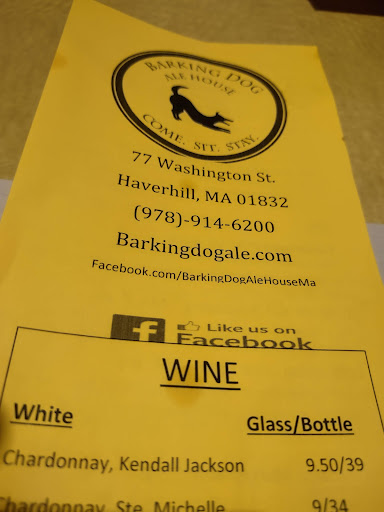 BARKING DOG
ALE HOUSE
COME. SIT. STAY.
77 Washington St.
Haverhill, MA 01832
(978)-914-6200
Barkingdogale.com
Facebook.com/BarkingDogAleHouseMa
f Like us on
Facebook
WINE
White Glass/Bottle
Chardonnay, Kendall Jackson 9.50/39
Chardonnay, Ste. Michelle 9/34